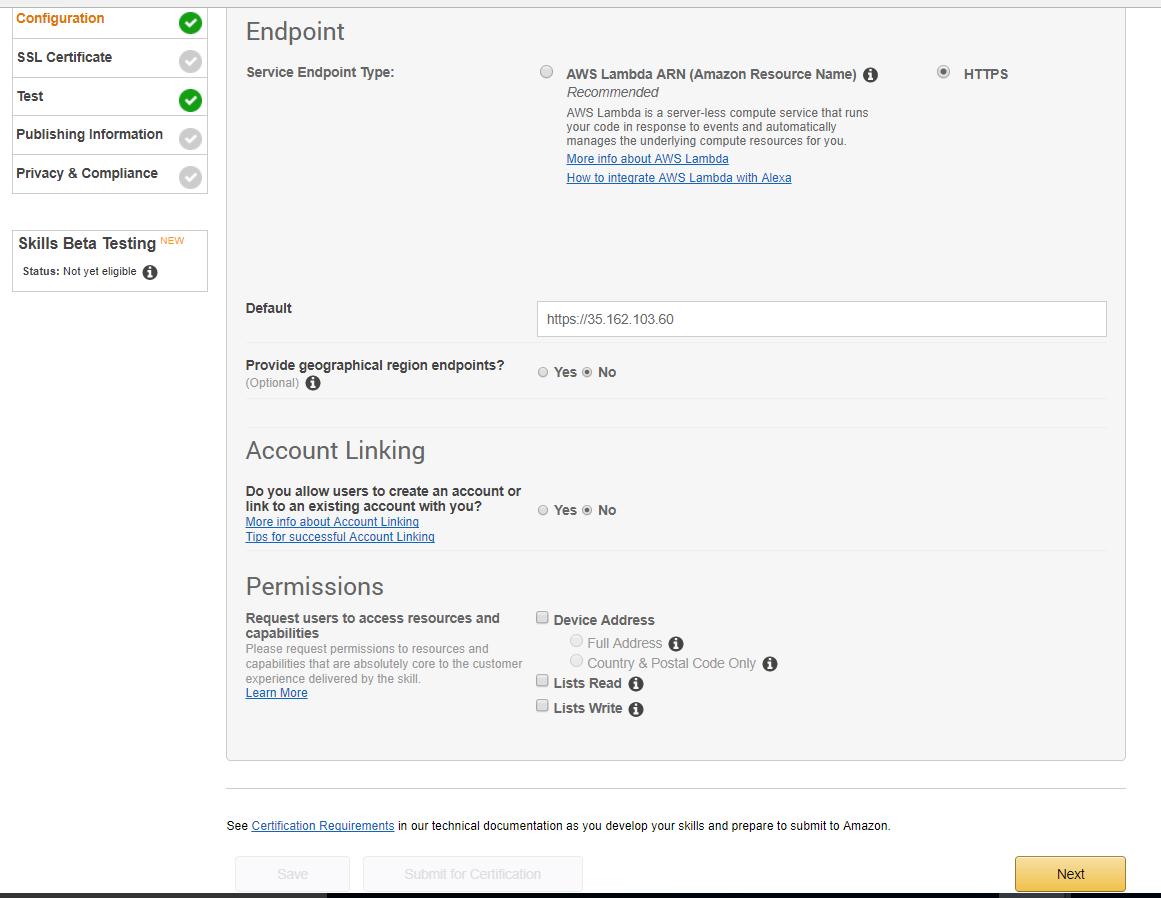 Configuration
SSL Certificate
Test
Publishing Information
Privacy & Compliance
Skills Beta Testing NEW
Status: Not yet eligible
Endpoint
Service Endpoint Type:
AWS Lambda ARN (Amazon Resource Name)
Recommended
AWS Lambda is a server-less compute service that runs
your code in response to events and automatically
manages the underlying compute resources for you.
More info about AWS Lambda
How to integrate AWS Lambda with Alexa
HTTPS
Default
https://35.162.103.60
Provide geographical region endpoints?
(Optional)
Yes No
Account Linking
Do you allow users to create an account or
link to an existing account with you?
More info about Account Linking
Tips for successful Account Linking
Yes No
Permissions
Request users to access resources and
capabilities
Please request permissions to resources and
capabilities that are absolutely core to the customer
experience delivered by the skill.
Learn More
Device Address
Full Address
Country & Postal Code Only
Lists Read
Lists Write
See Certification Requirements in our technical documentation as you develop your skills and prepare to submit to Amazon.
Save
Submit for Certification
Next